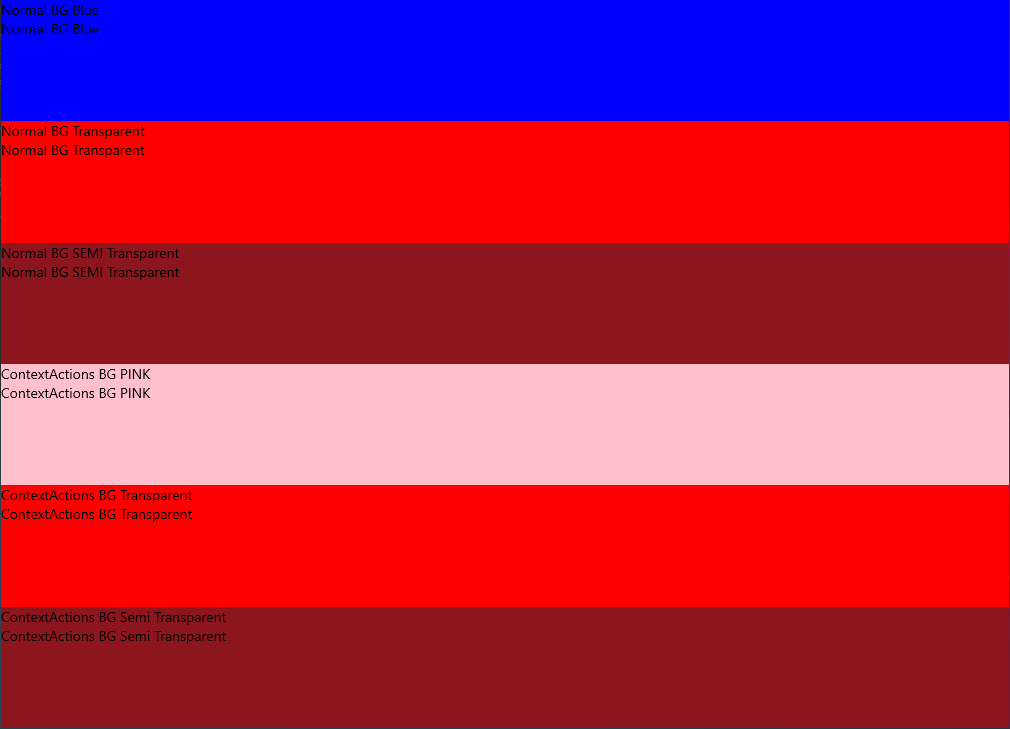 Normal BG Blue
Normal BG Blue
Normal BG Transparent
Normal BG Transparent
Normal BG SEMI Transparent
Normal BG SEMI Transparent
ContextActions BG PINK
ContextActions BG PINK
ContextActions BG Transparent
ContextActions BG Transparent
ContextActions BG Semi Transparent
ContextActions BG Semi Transparent